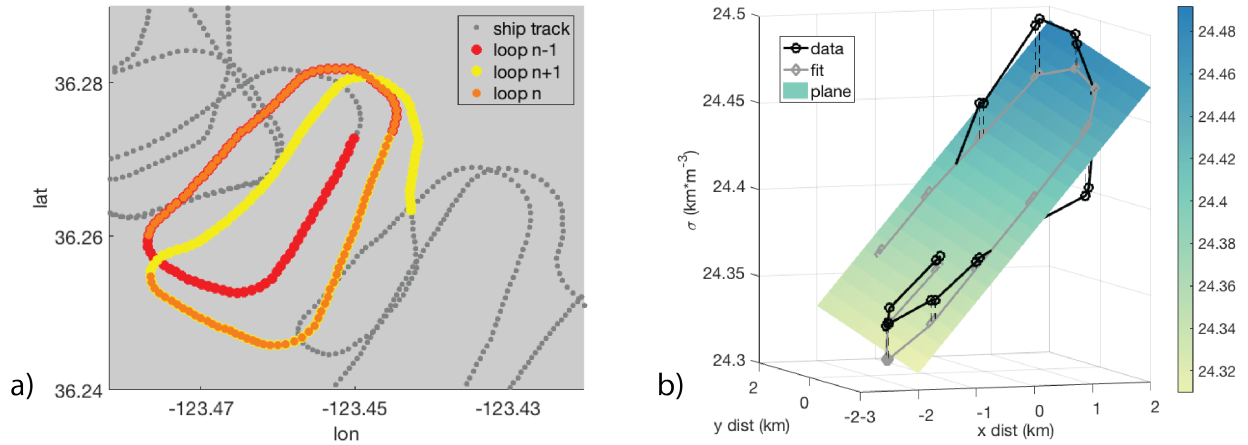 ship track
loop n-1
loop n+1
loop n
36.28
36.26
36.24
lat
-123.47
-123.45
-123.43
lon
a)
data
fit
plane
24.5
24.45
24.4
24.35
24.3
σ (km*m-3)
2
0
-2
y dist (km)
-3
-2
-1
0
1
2
x dist (km)
24.48
24.46
24.44
24.42
24.40
24.38
24.36
24.34
24.32
b)